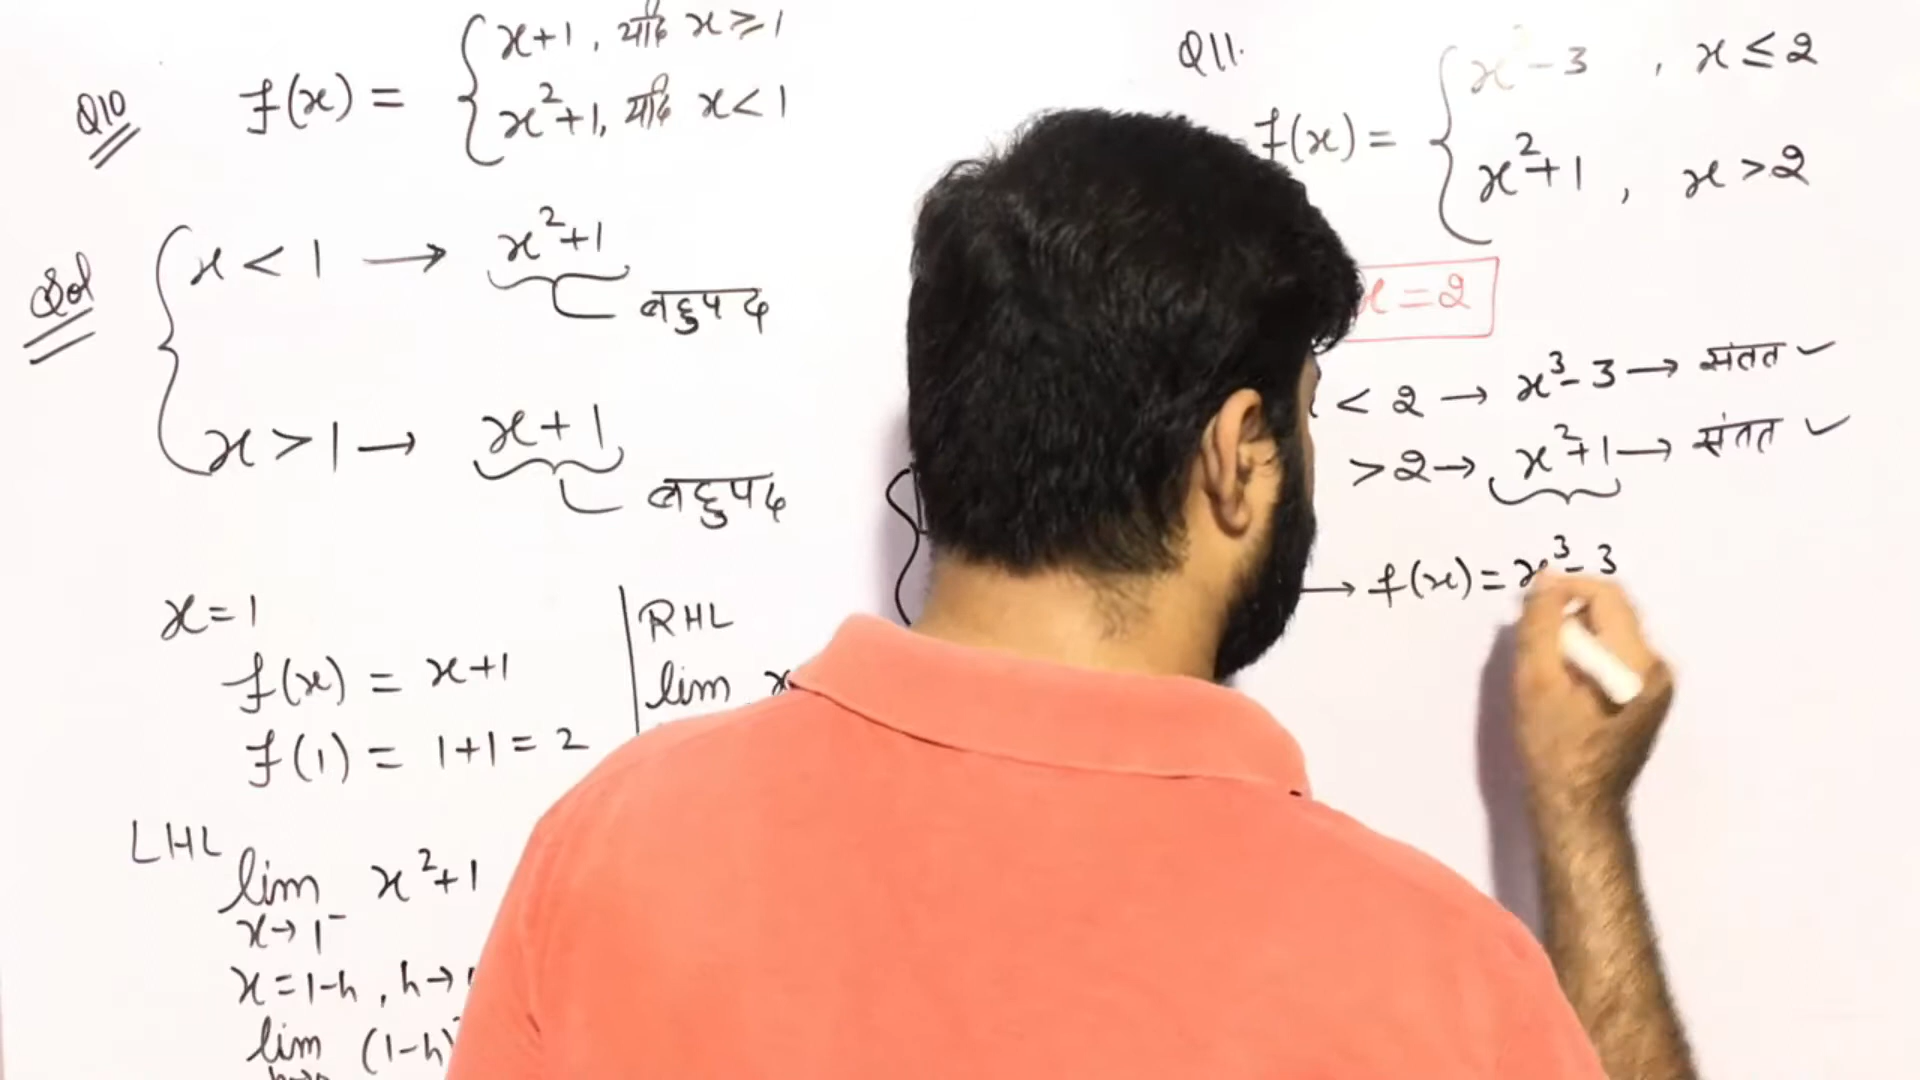 Q10
f(x) = { x+1, यदि x ≥ 1
x²+1, यदि x < 1
Sol
{ x < 1 → x²+1
बहुपद
x > 1 → x+1
बहुपद
x = 1
f(x) = x+1
f(1) = 1+1 = 2
LHL
lim x²+1
x→1⁻
x = 1-h, h→
lim (1-h)
RHL
lim x
Q11.
f(x) = { x -3 , x ≤ 2
x²+1 , x > 2
x = 2
< 2 → x³-3 → संतत ✓
> 2 → x²+1 → संतत ✓
→ f(x) = x³-3